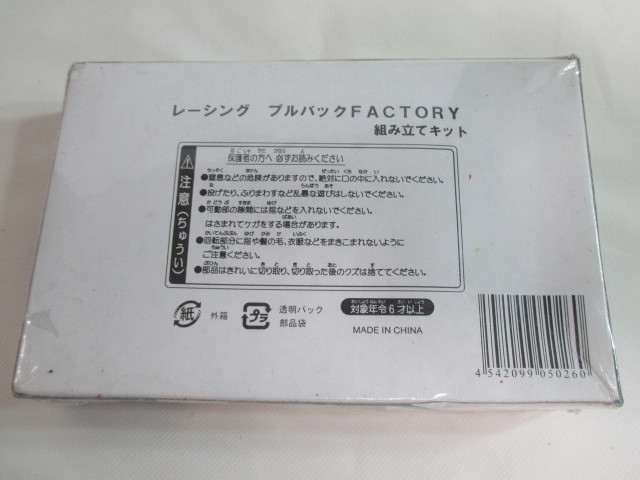 レーシング プルバックFACTORY
組み立てキット
保護者の方へ 必ずお読みください
注意(ちゅうい)
●窒息などの危険がありますので、絶対に口の中に入れないでください。
●投げたり、ふりまわすなど乱暴な遊びはしないでください。
●可動部の隙間には指などを入れないでください。
はさまれてケガをする場合があります。
●回転部分に指や髪の毛、衣服などをまきこまれないように
ご注意ください。
●部品はきれいに切り取り、切り取った後のクズは捨ててください。
紙 外箱 プラ 透明パック
部品袋
対象年令6才以上
MADE IN CHINA
4 542099 050260